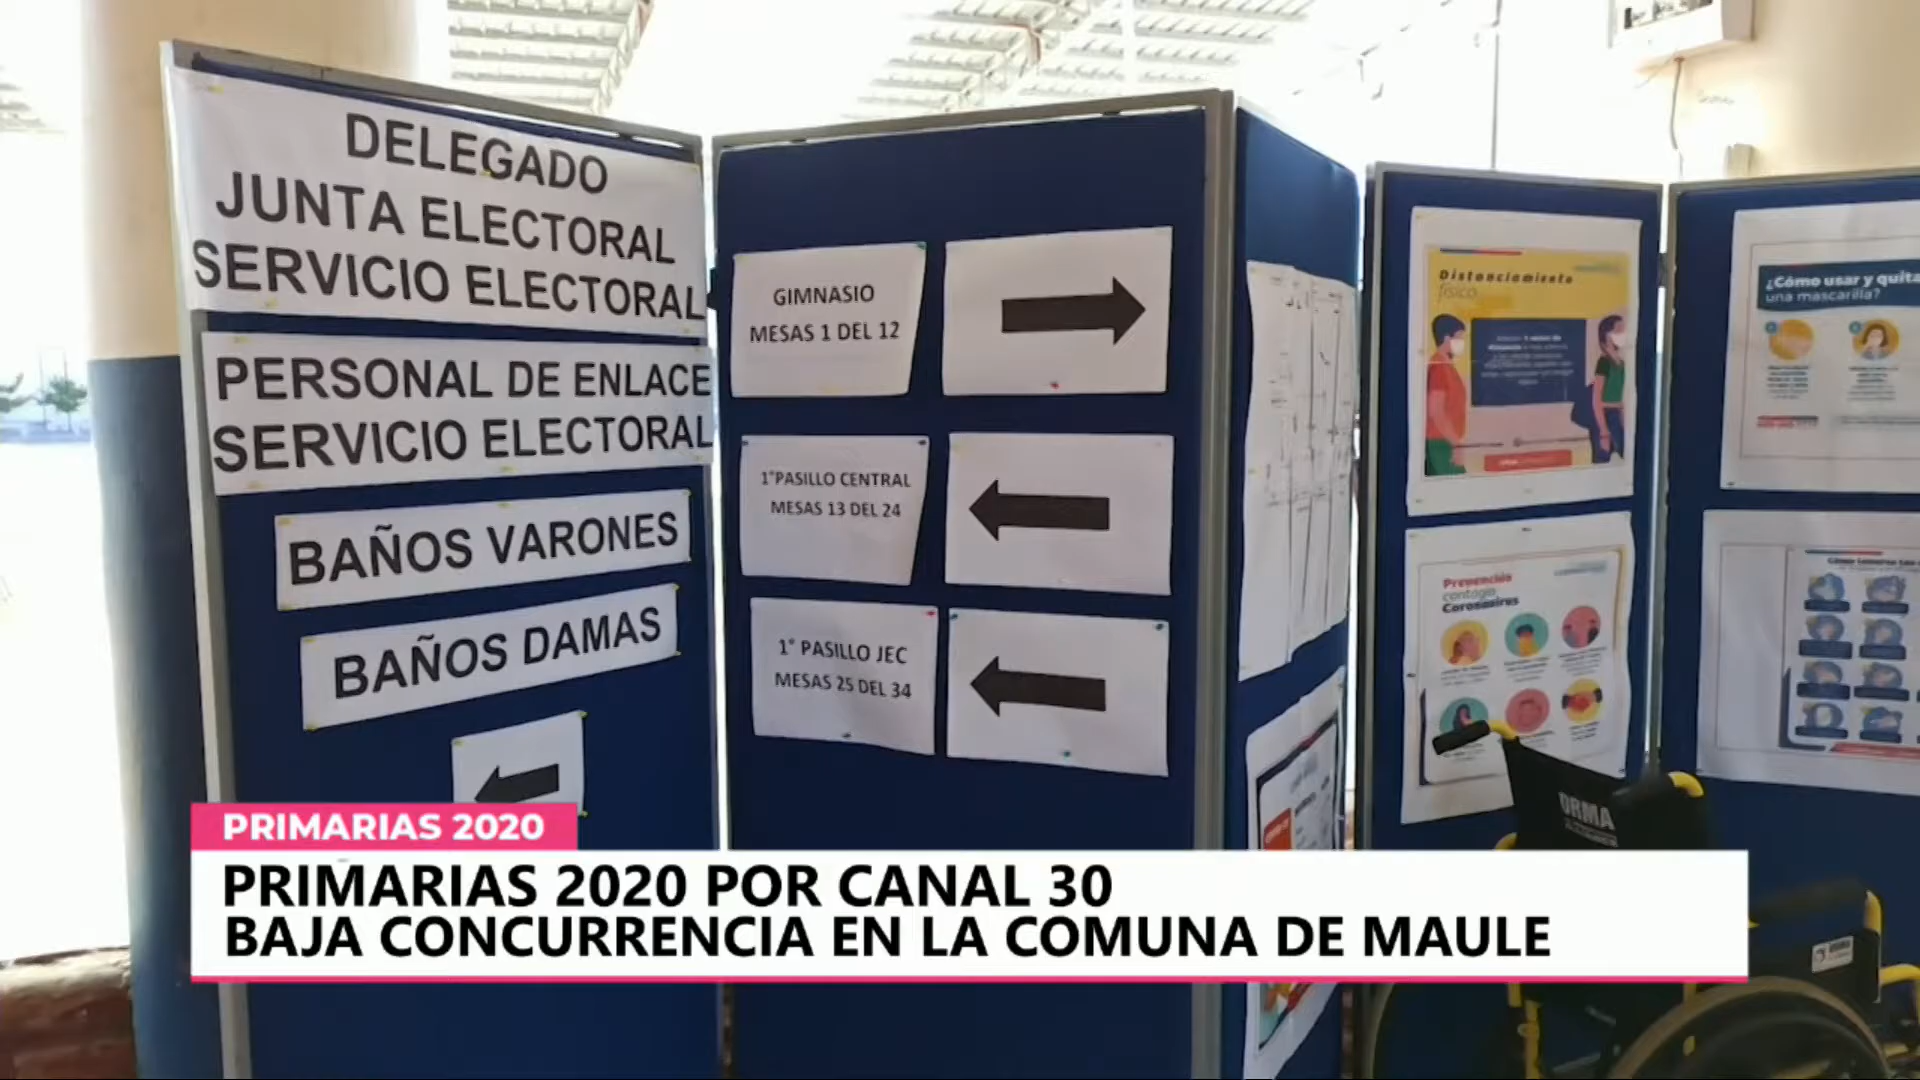 DELEGADO
JUNTA ELECTORAL
SERVICIO ELECTORAL
PERSONAL DE ENLACE
SERVICIO ELECTORAL
BAÑOS VARONES
BAÑOS DAMAS
GIMNASIO
MESAS 1 DEL 12
1°PASILLO CENTRAL
MESAS 13 DEL 24
1° PASILLO JEC
MESAS 25 DEL 34
Distanciamiento
físico
¿Cómo usar y quita
una mascarilla?
Prevención
contagio
Coronavirus
PRIMARIAS 2020
PRIMARIAS 2020 POR CANAL 30
BAJA CONCURRENCIA EN LA COMUNA DE MAULE